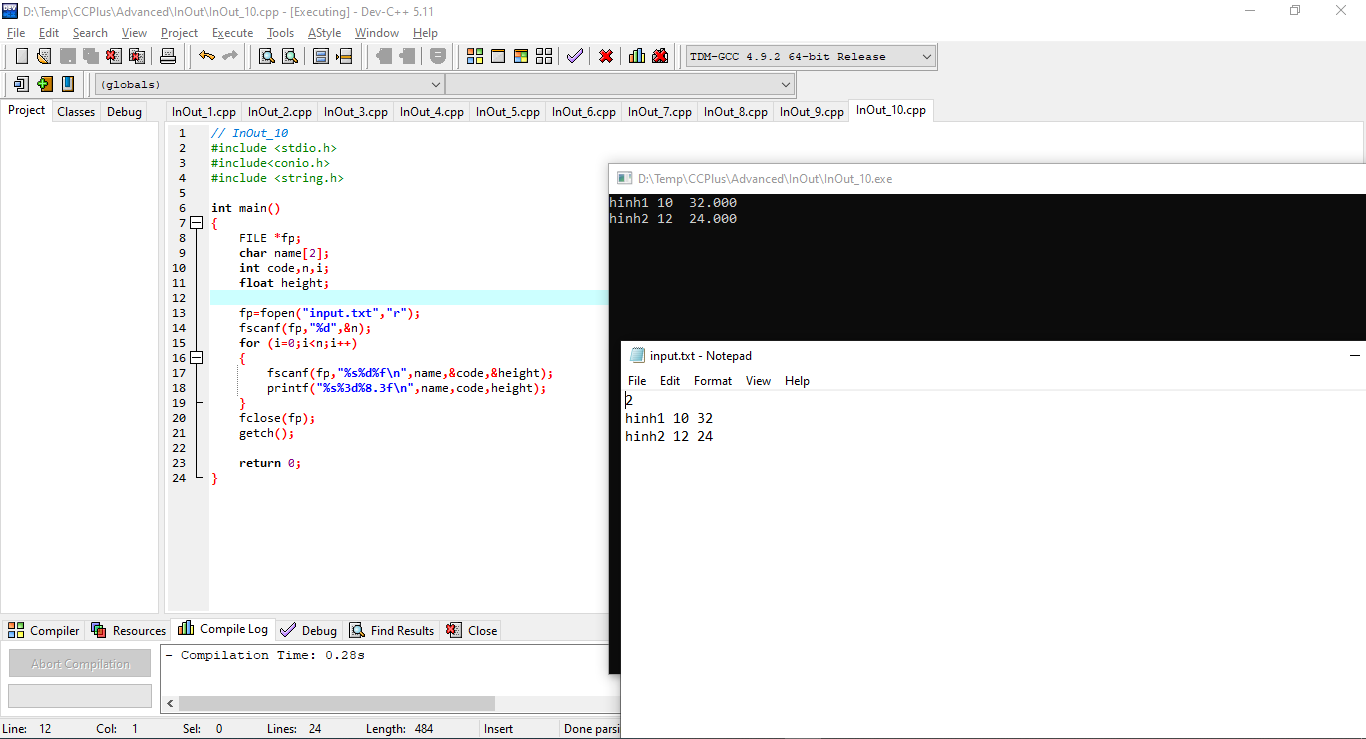 D:\Temp\CCPlus\Advanced\InOut\InOut_10.cpp - [Executing] - Dev-C++ 5.11
File Edit Search View Project Execute Tools AStyle Window Help
TDM-GCC 4.9.2 64-bit Release
(globals)
Project Classes Debug
InOut_1.cpp InOut_2.cpp InOut_3.cpp InOut_4.cpp InOut_5.cpp InOut_6.cpp InOut_7.cpp InOut_8.cpp InOut_9.cpp InOut_10.cpp
1 // InOut_10
2 #include <stdio.h>
3 #include<conio.h>
4 #include <string.h>
5
6 int main()
7 {
8 FILE *fp;
9 char name[2];
10 int code,n,i;
11 float height;
12
13 fp=fopen("input.txt","r");
14 fscanf(fp,"%d",&n);
15 for (i=0;i<n;i++)
16 {
17 fscanf(fp,"%s%d%f\n",name,&code,&height);
18 printf("%s%3d%8.3f\n",name,code,height);
19 }
20 fclose(fp);
21 getch();
22
23 return 0;
24 }
D:\Temp\CCPlus\Advanced\InOut\InOut_10.exe
hinh1 10  32.000
hinh2 12  24.000
input.txt - Notepad
File Edit Format View Help
2
hinh1 10 32
hinh2 12 24
Compiler Resources Compile Log Debug Find Results Close
Abort Compilation
- Compilation Time: 0.28s
Line: 12 Col: 1 Sel: 0 Lines: 24 Length: 484 Insert Done parsi